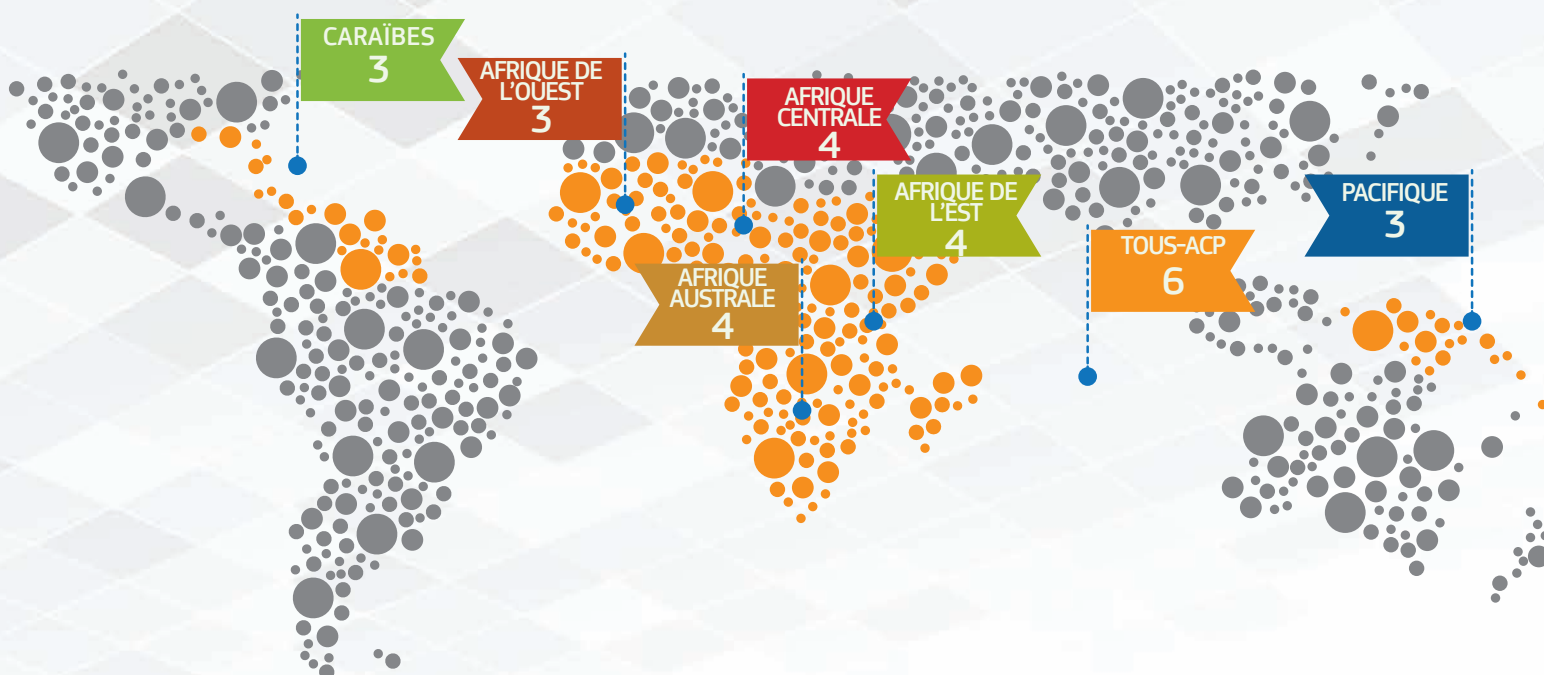 CARAÏBES
3
AFRIQUE DE
L'OUEST
3
AFRIQUE
CENTRALE
4
AFRIQUE DE
L'EST
4
PACIFIQUE
3
TOUS-ACP
6
AFRIQUE
AUSTRALE
4